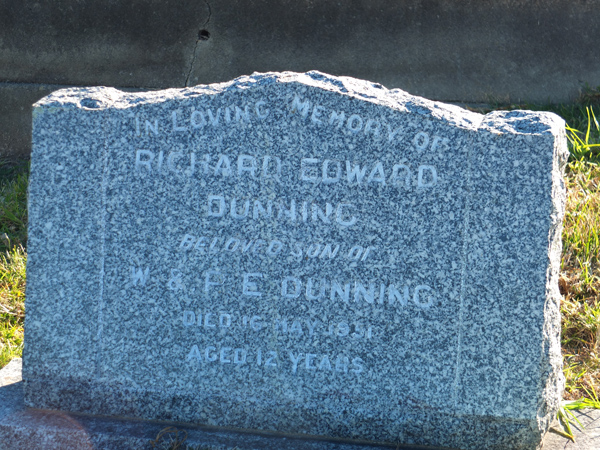 IN LOVING MEMORY OF
RICHARD EDWARD
DUNNING
BELOVED SON OF
W & F E DUNNING
DIED MAY
AGED 12 YEARS